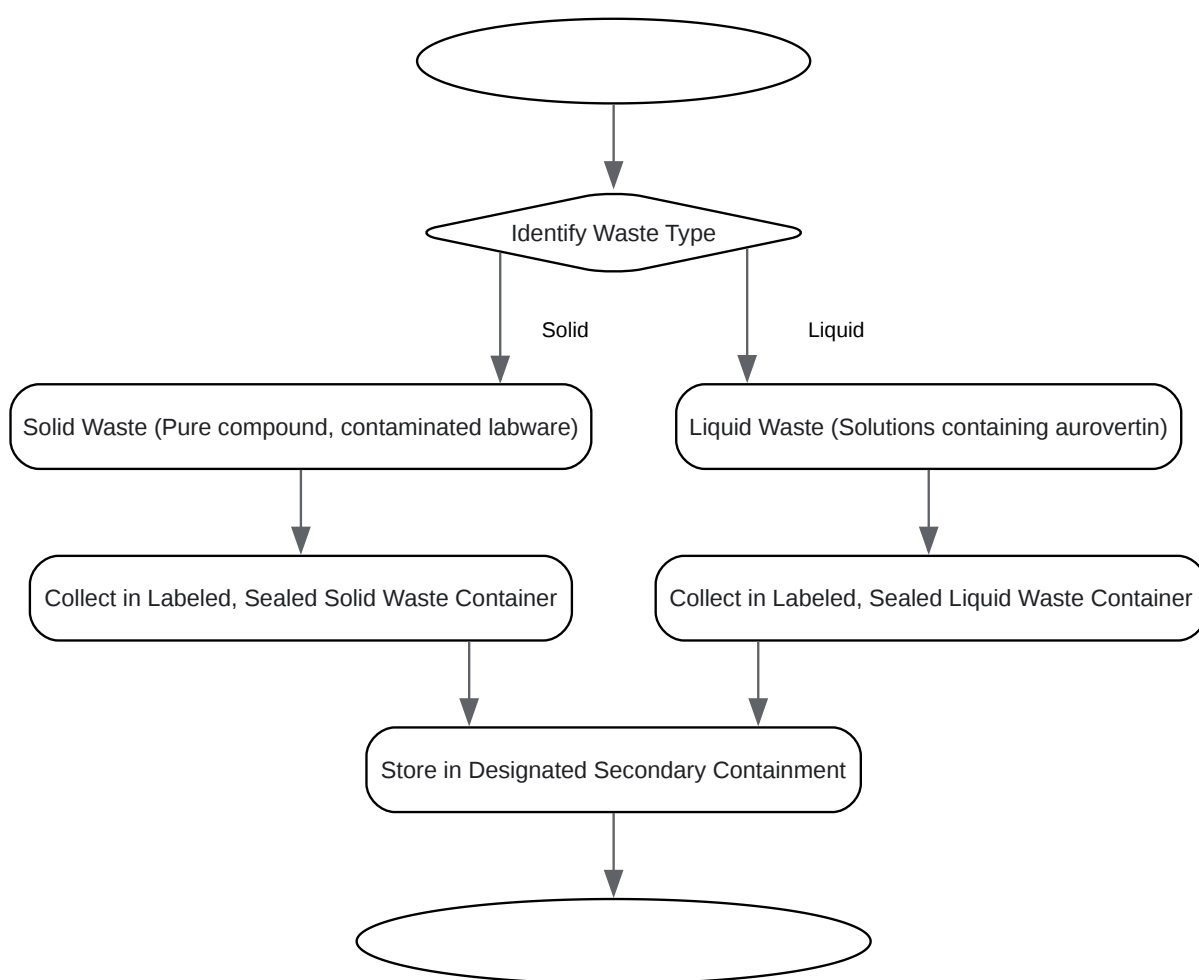 Identify Waste Type
Solid
Liquid
Solid Waste (Pure compound, contaminated labware)
Liquid Waste (Solutions containing aurovertin)
Collect in Labeled, Sealed Solid Waste Container
Collect in Labeled, Sealed Liquid Waste Container
Store in Designated Secondary Containment